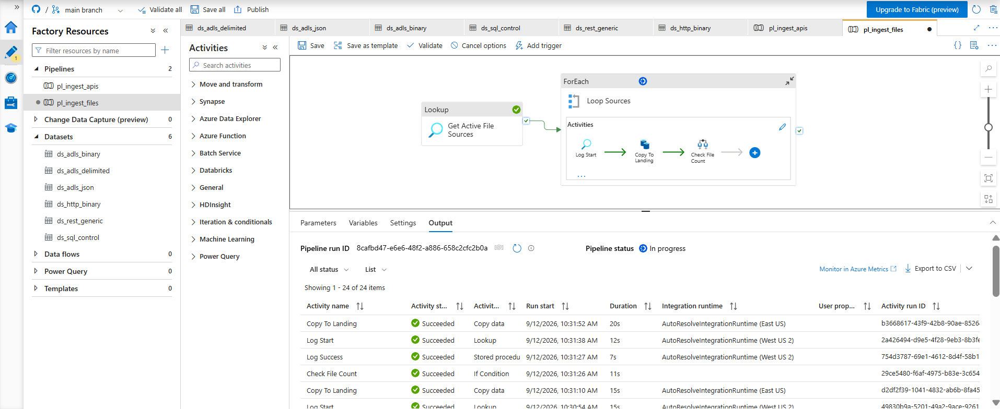 / main branch Validate all Save all Publish Upgrade to Fabric (preview)
Factory Resources
Filter resources by name
Pipelines 2
pl_ingest_apis
pl_ingest_files
Change Data Capture (preview) 0
Datasets 6
ds_adls_binary
ds_adls_delimited
ds_adls_json
ds_http_binary
ds_rest_generic
ds_sql_control
Data flows 0
Power Query 0
Templates 0
1
ds_adls_delimited ds_adls_json ds_adls_binary ds_sql_control ds_rest_generic ds_http_binary pl_ingest_apis pl_ingest_files
Activities
Search activities
Move and transform
Synapse
Azure Data Explorer
Azure Function
Batch Service
Databricks
General
HDInsight
Iteration & conditionals
Machine Learning
Power Query
Save Save as template Validate Cancel options Add trigger {}
Lookup
Get Active File
Sources
ForEach
Loop Sources
Activities
Log Start
Copy To
Landing
Check File
Count
...
Parameters Variables Settings Output
Pipeline run ID 8cafbd47-e6e6-48f2-a886-658c2cfc2b0a Pipeline status In progress
All status List Monitor in Azure Metrics Export to CSV
Showing 1 - 24 of 24 items
Activity name Activity st... Activit... Run start Duration Integration runtime User prop... Activity run ID
Copy To Landing Succeeded Copy data 9/12/2026, 10:31:52 AM 20s AutoResolveIntegrationRuntime (East US) b3668617-43f9-42b8-90ae-8526
Log Start Succeeded Lookup 9/12/2026, 10:31:38 AM 12s AutoResolveIntegrationRuntime (West US 2) 2a426494-d9e5-4f28-9eb3-8b3fe
Log Success Succeeded Stored procedu 9/12/2026, 10:31:27 AM 7s AutoResolveIntegrationRuntime (West US 2) 754d3787-69e1-4612-8d4f-58b1
Check File Count Succeeded If Condition 9/12/2026, 10:31:26 AM 11s 29ce5480-f6af-4975-b83e-3c654
Copy To Landing Succeeded Copy data 9/12/2026, 10:31:10 AM 15s AutoResolveIntegrationRuntime (East US) d2df2f39-1041-4832-ab6b-8fa45
Log Start Succeeded Lookup 9/12/2026, 10:30:54 AM 15s AutoResolveIntegrationRuntime (West US 2) 49830b9a-5201-49a2-9ace-9261